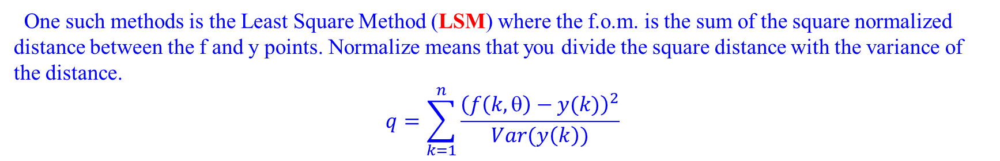 One such methods is the Least Square Method (LSM) where the f.o.m. is the sum of the square normalized
distance between the f and y points. Normalize means that you divide the square distance with the variance of
the distance.
q = \sum_{k=1}^{n} \frac{(f(k,θ) − y(k))^2}{Var(y(k))}